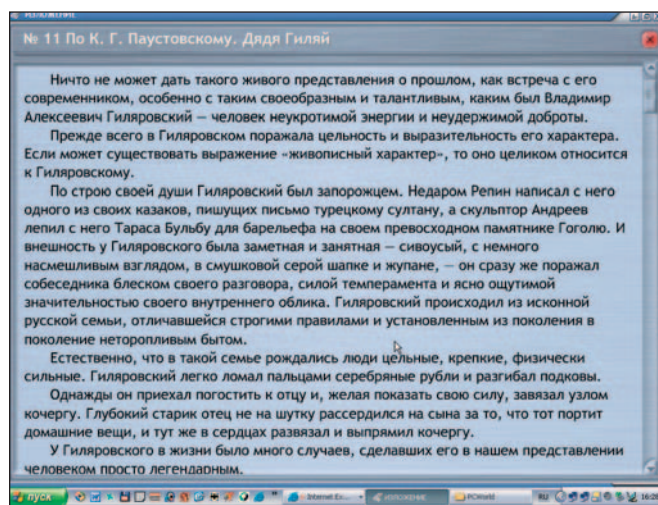 ИЗЛОЖЕНИЕ
№ 11 По К. Г. Паустовскому. Дядя Гиляй
Ничто не может дать такого живого представления о прошлом, как встреча с его
современником, особенно с таким своеобразным и талантливым, каким был Владимир
Алексеевич Гиляровский — человек неукротимой энергии и неудержимой доброты.
Прежде всего в Гиляровском поражала цельность и выразительность его характера.
Если может существовать выражение «живописный характер», то оно целиком относится
к Гиляровскому.
По строю своей души Гиляровский был запорожцем. Недаром Репин написал с него
одного из своих казаков, пишущих письмо турецкому султану, а скульптор Андреев
лепил с него Тараса Бульбу для барельефа на своем превосходном памятнике Гоголю. И
внешность у Гиляровского была заметная и занятная — сивоусый, с немного
насмешливым взглядом, в смушковой серой шапке и жупане, — он сразу же поражал
собеседника блеском своего разговора, силой темперамента и ясно ощутимой
значительностью своего внутреннего облика. Гиляровский происходил из исконной
русской семьи, отличавшейся строгими правилами и установленным из поколения в
поколение неторопливым бытом.
Естественно, что в такой семье рождались люди цельные, крепкие, физически
сильные. Гиляровский легко ломал пальцами серебряные рубли и разгибал подковы.
Однажды он приехал погостить к отцу и, желая показать свою силу, завязал узлом
кочергу. Глубокий старик отец не на шутку рассердился на сына за то, что тот портит
домашние вещи, и тут же в сердцах развязал и выпрямил кочергу.
У Гиляровского в жизни было много случаев, сделавших его в нашем представлении
человеком просто легендарным.
пуск Internet Ex... ИЗЛОЖЕНИЕ PCWorld RU 16:28